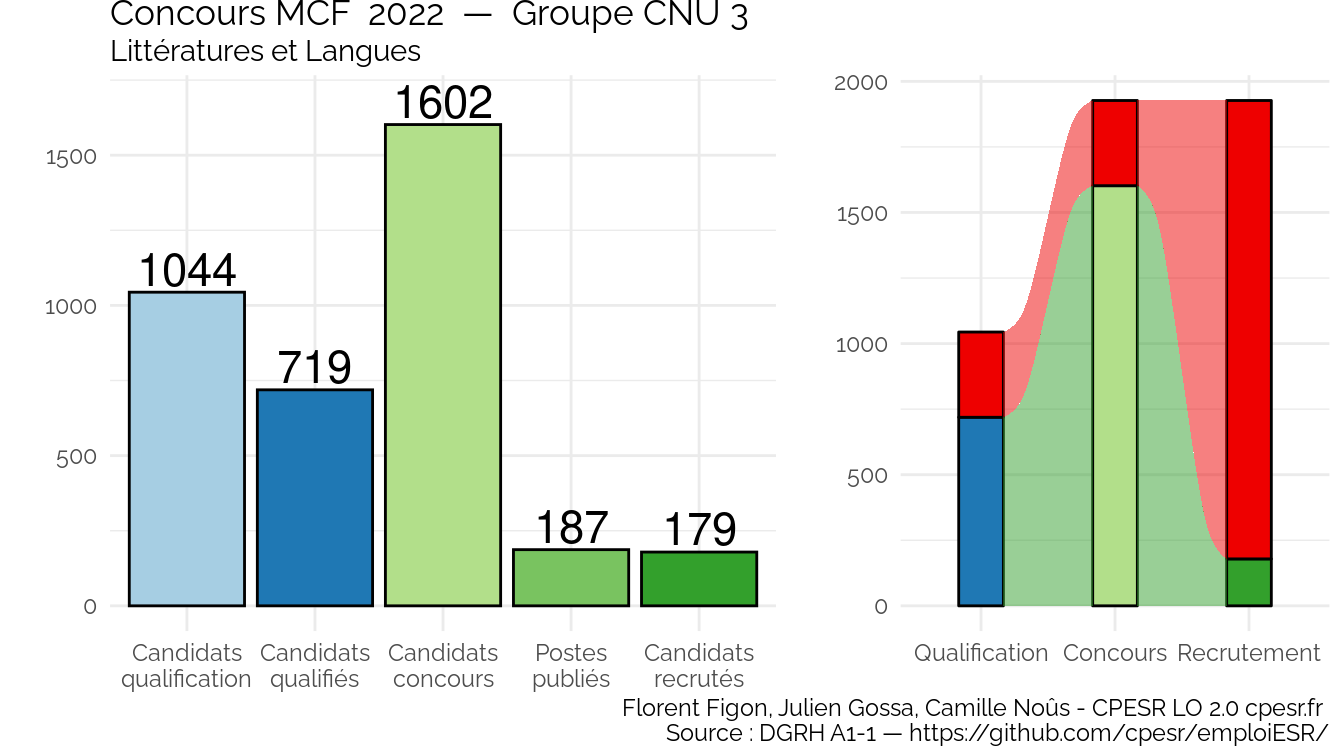 Concours MCF 2022 — Groupe CNU 3
Littératures et Langues
1500
1000
500
0
1044
719
1602
187
179
Candidats qualification
Candidats qualifiés
Candidats concours
Postes publiés
Candidats recrutés
2000
1500
1000
500
0
Qualification Concours Recrutement
Florent Figon, Julien Gossa, Camille Noûs - CPESR LO 2.0 cpesr.fr
Source : DGRH A1-1 — https://github.com/cpesr/emploiESR/